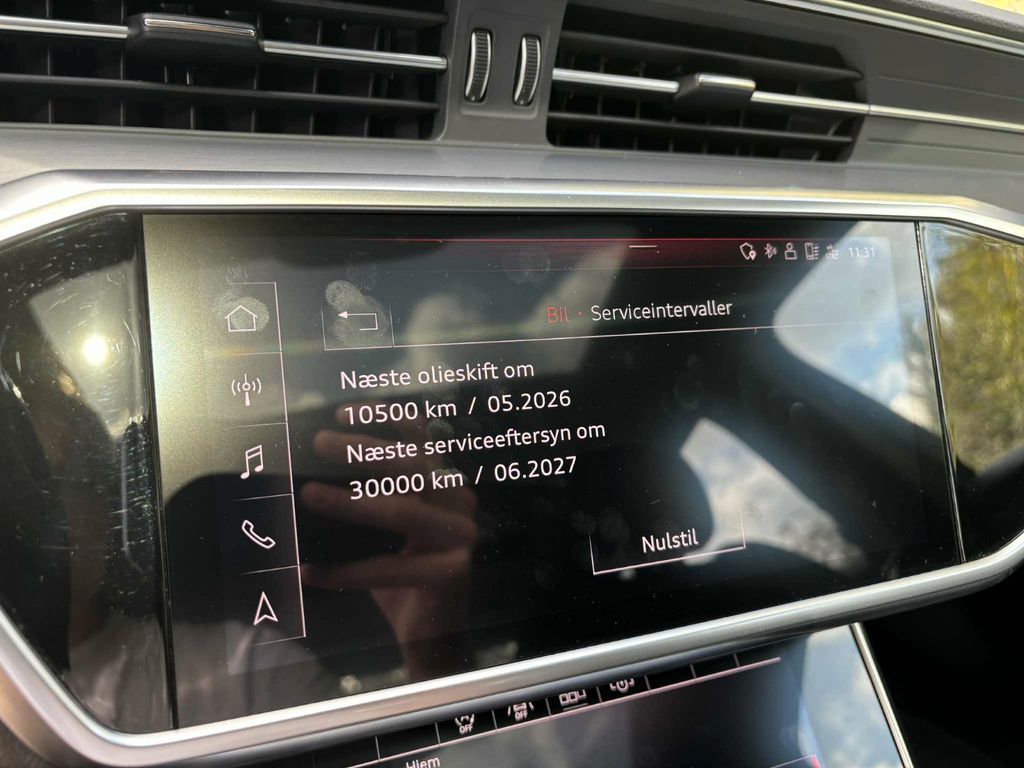 11:31
Bil · Serviceintervaller
Næste olieskift om
10500 km / 05.2026
Næste serviceeftersyn om
30000 km / 06.2027
Nulstil
OFF
OFF
Hjem